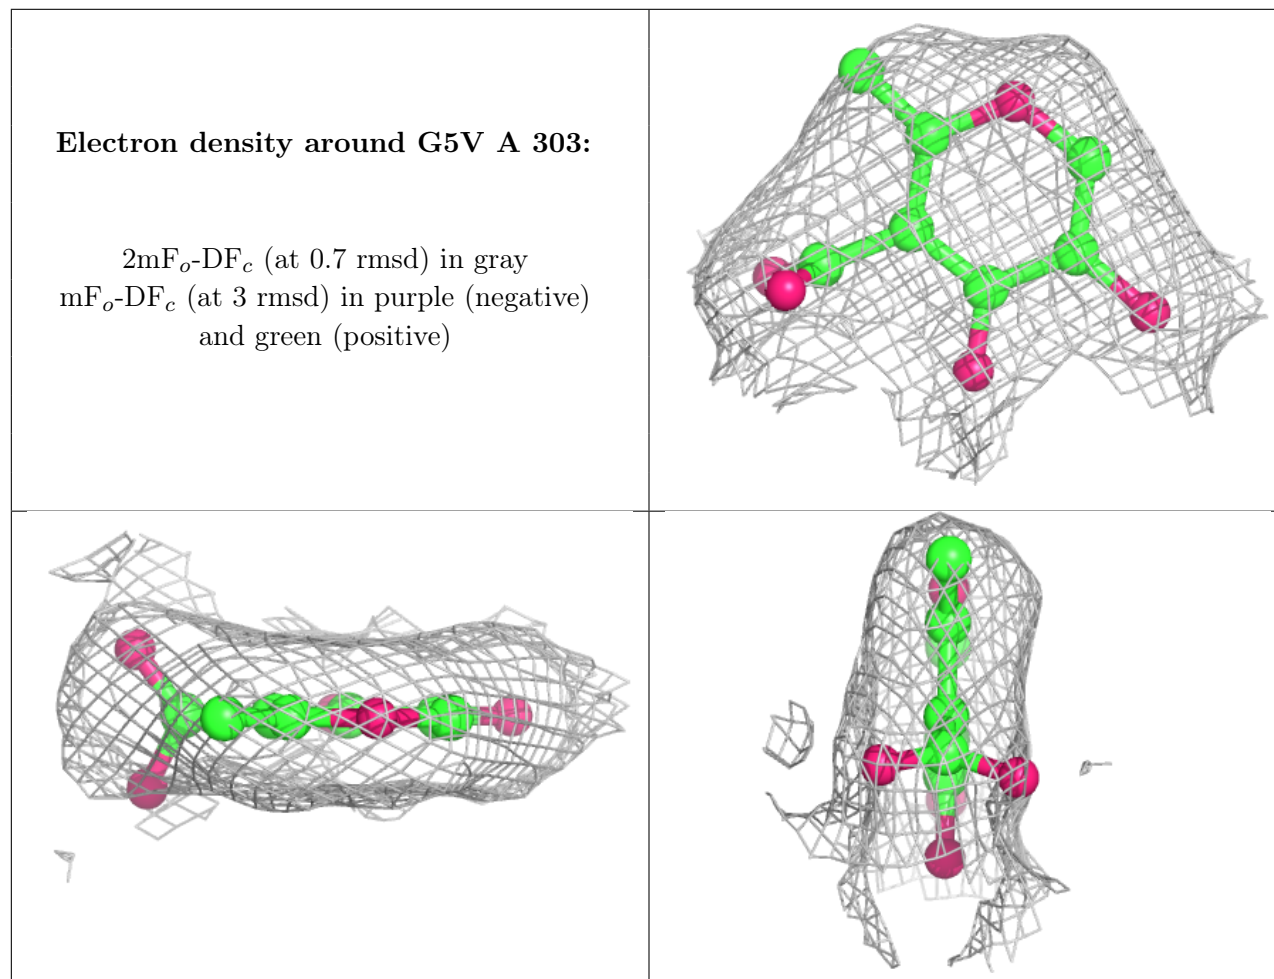 Electron density around G5V A 303:
2mFo-DFc (at 0.7 rmsd) in gray
mFo-DFc (at 3 rmsd) in purple (negative)
and green (positive)